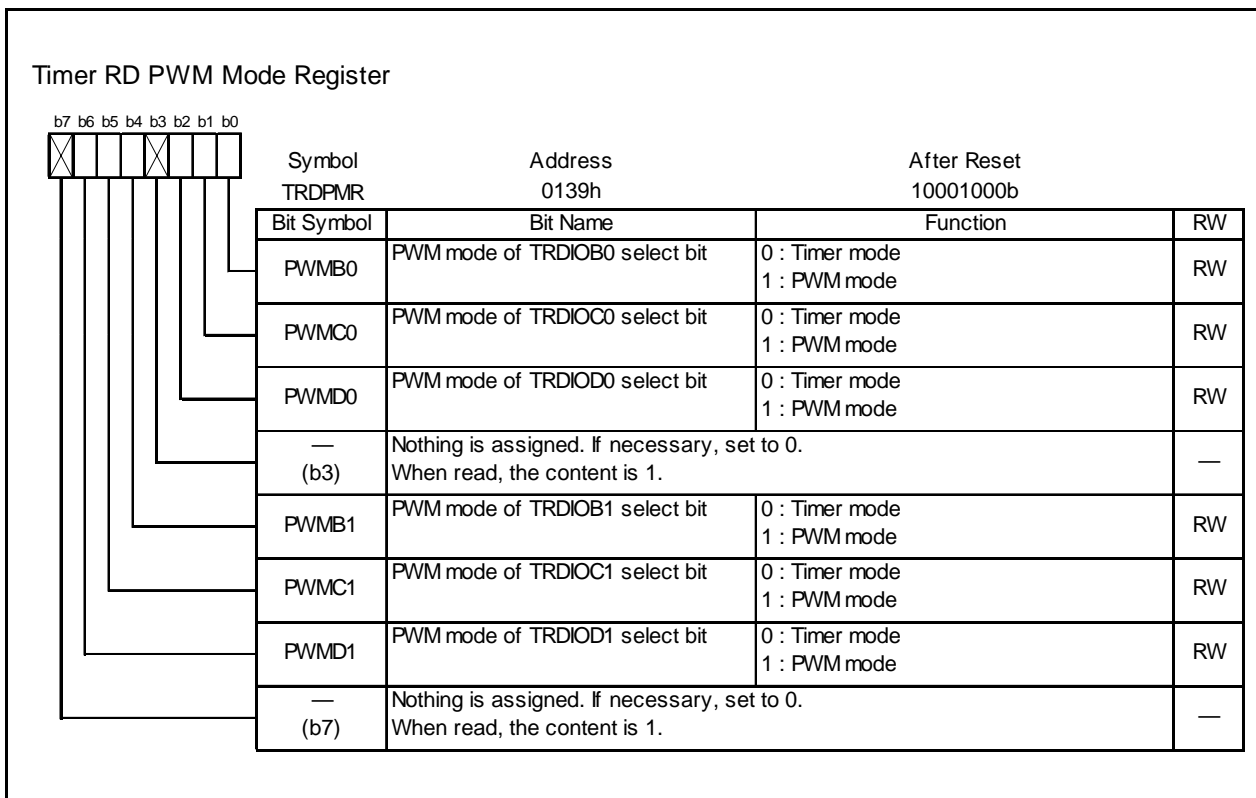 Timer RD PWM Mode Register
b7 b6 b5 b4 b3 b2 b1 b0
Symbol Address After Reset
TRDPMR 0139h 10001000b
Bit Symbol Bit Name Function RW
PWMB0 PWM mode of TRDIOB0 select bit 0 : Timer mode RW
1 : PWM mode
PWMC0 PWM mode of TRDIOC0 select bit 0 : Timer mode RW
1 : PWM mode
PWMD0 PWM mode of TRDIOD0 select bit 0 : Timer mode RW
1 : PWM mode
— Nothing is assigned. If necessary, set to 0. —
(b3) When read, the content is 1.
PWMB1 PWM mode of TRDIOB1 select bit 0 : Timer mode RW
1 : PWM mode
PWMC1 PWM mode of TRDIOC1 select bit 0 : Timer mode RW
1 : PWM mode
PWMD1 PWM mode of TRDIOD1 select bit 0 : Timer mode RW
1 : PWM mode
— Nothing is assigned. If necessary, set to 0. —
(b7) When read, the content is 1.